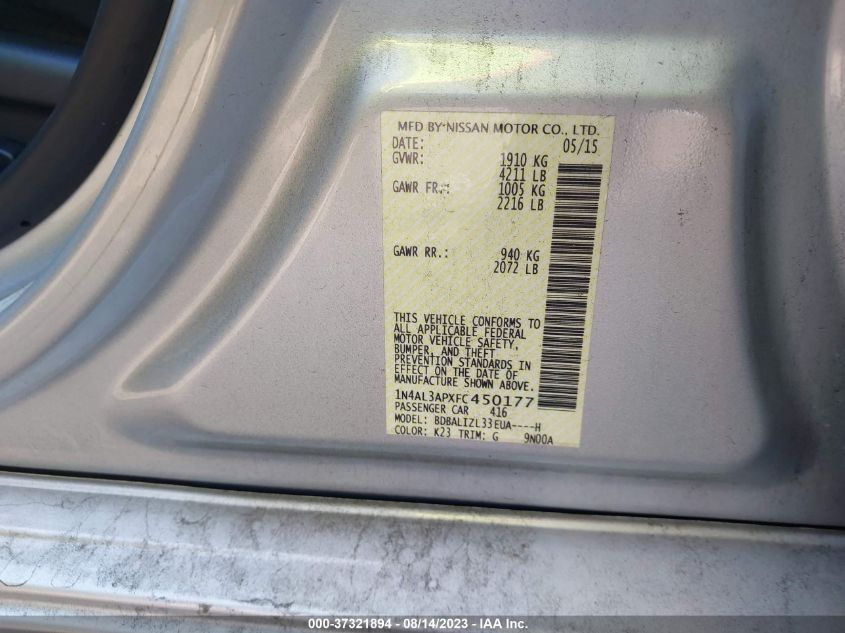 MFD BY NISSAN MOTOR CO., LTD.
DATE: 05/15
GVWR: 1910 KG
4211 LB
GAWR FR.: 1005 KG
2216 LB
GAWR RR.: 940 KG
2072 LB
THIS VEHICLE CONFORMS TO
ALL APPLICABLE FEDERAL
MOTOR VEHICLE SAFETY,
BUMPER, AND THEFT
PREVENTION STANDARDS IN
EFFECT ON THE DATE OF
MANUFACTURE SHOWN ABOVE.
1N4AL3APXFC450177
PASSENGER CAR 416
MODEL: BDBALIZL33EUA----H
COLOR: K23 TRIM: G 9N00A
000-37321894 - 08/14/2023 - IAA Inc.